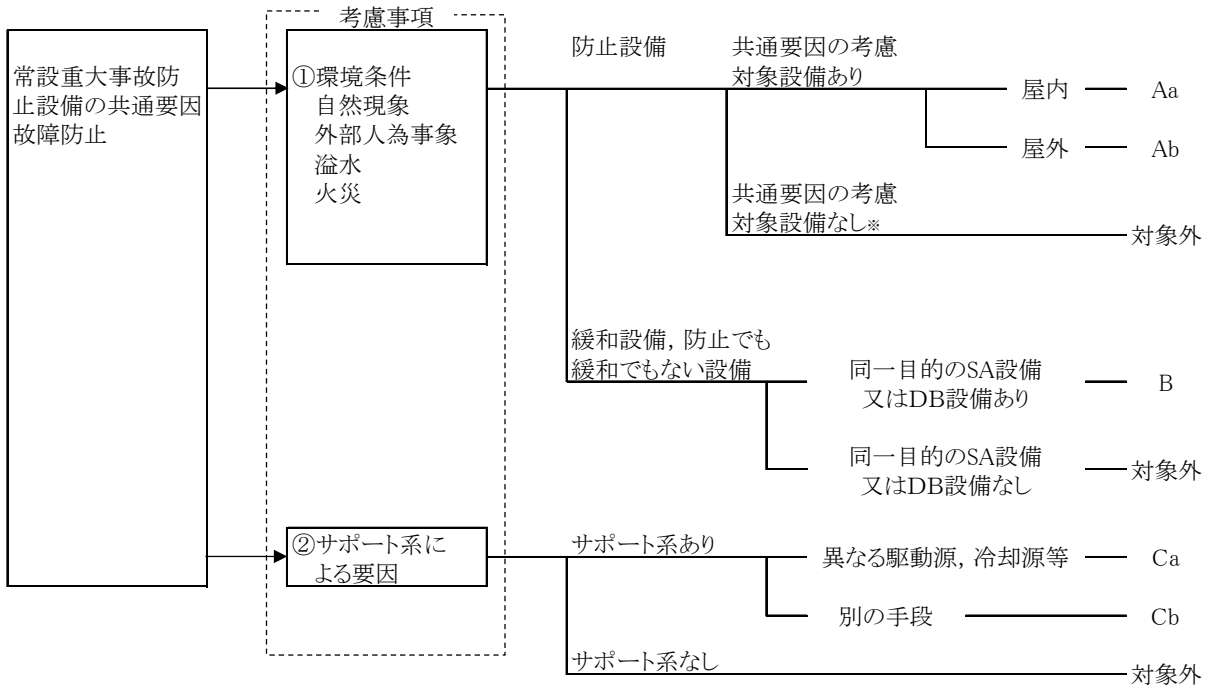 考慮事項
常設重大事故防
止設備の共通要因
故障防止
①環境条件
自然現象
外部人為事象
溢水
火災
防止設備
共通要因の考慮
対象設備あり
屋内
Aa
屋外
Ab
共通要因の考慮
対象設備なし※
対象外
緩和設備，防止でも
緩和でもない設備
同一目的のSA設備
又はDB設備あり
B
同一目的のSA設備
又はDB設備なし
対象外
②サポート系に
よる要因
サポート系あり
異なる駆動源，冷却源等
Ca
別の手段
Cb
サポート系なし
対象外